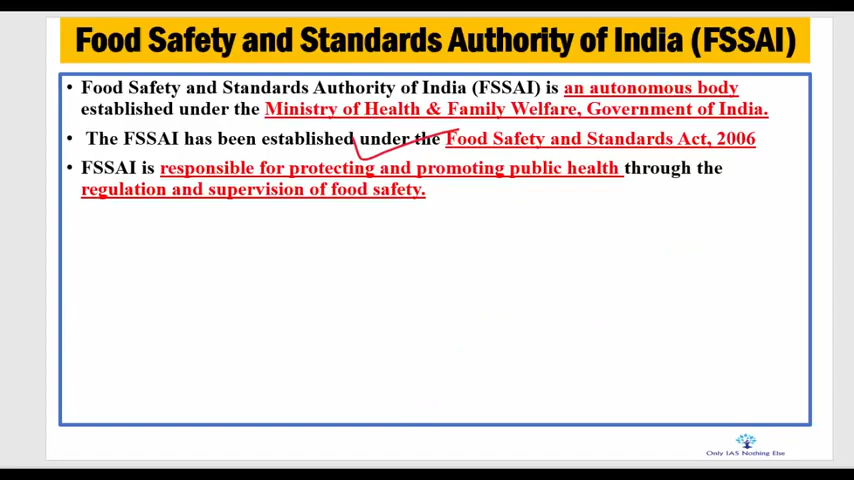 Food Safety and Standards Authority of India (FSSAI)
• Food Safety and Standards Authority of India (FSSAI) is an autonomous body
established under the Ministry of Health & Family Welfare, Government of India.
• The FSSAI has been established under the Food Safety and Standards Act, 2006
• FSSAI is responsible for protecting and promoting public health through the
regulation and supervision of food safety.
Only IAS Nothing Else